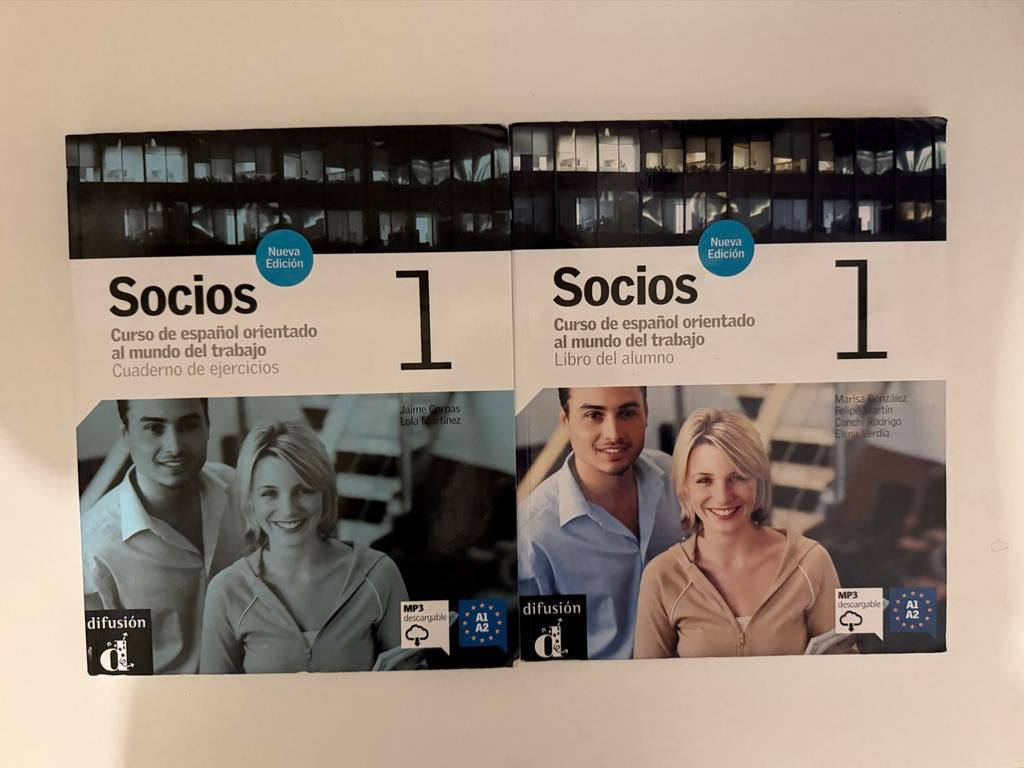 Nueva
Edición
Socios
1
Curso de español orientado
al mundo del trabajo
Cuaderno de ejercicios
Jaime Corpas
Lola Martínez
difusión
d
MP3
descargable
A1
A2
Nueva
Edición
Socios
1
Curso de español orientado
al mundo del trabajo
Libro del alumno
Marisa González
Felipe Martín
Conchi Rodrigo
Elena Verdía
difusión
d
MP3
descargable
A1
A2